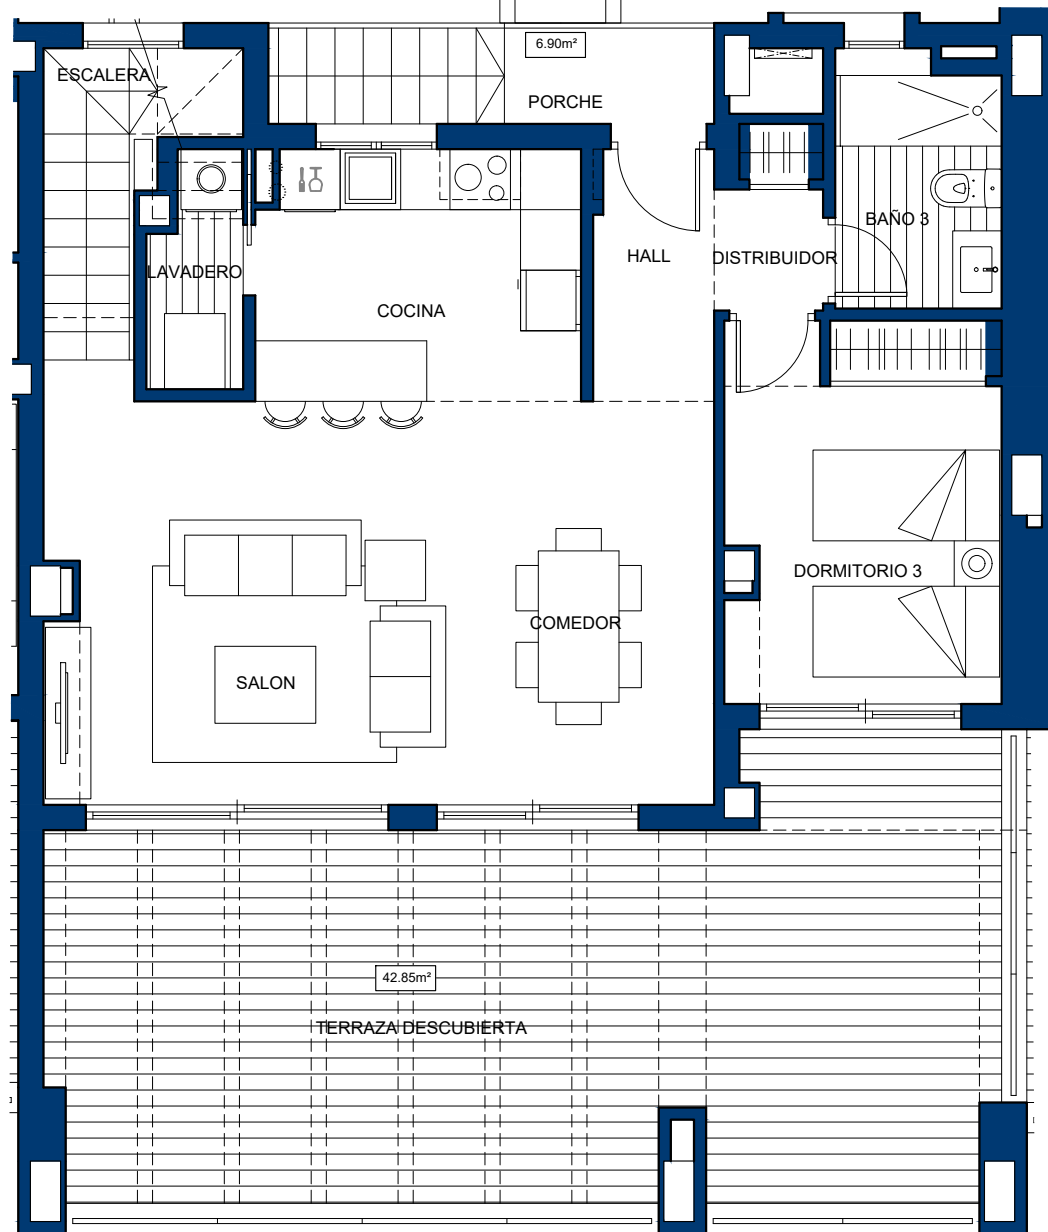 6.90m²
ESCALERA
PORCHE
BAÑO 3
HALL
DISTRIBUIDOR
LAVADERO
COCINA
DORMITORIO 3
COMEDOR
SALON
42.85m²
TERRAZA DESCUBIERTA